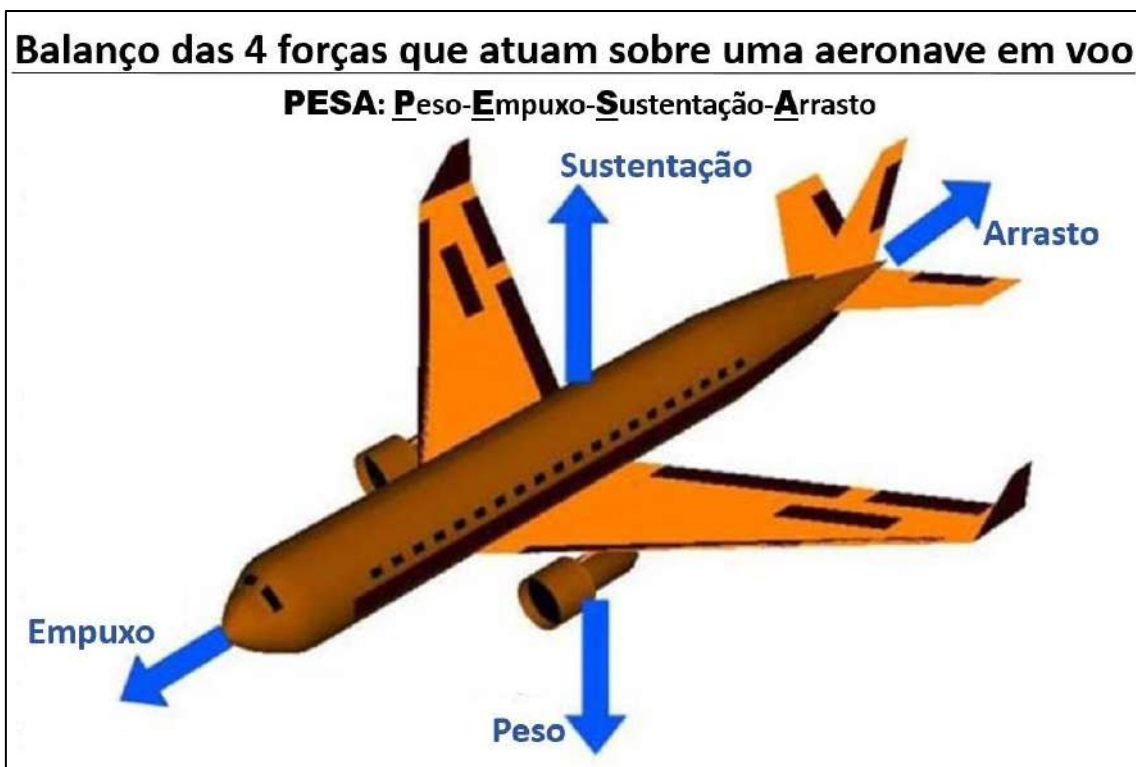 Balanço das 4 forças que atuam sobre uma aeronave em voo
PESA: Peso-Empuxo-Sustentação-Arrasto
Sustentação
Arrasto
Empuxo
Peso